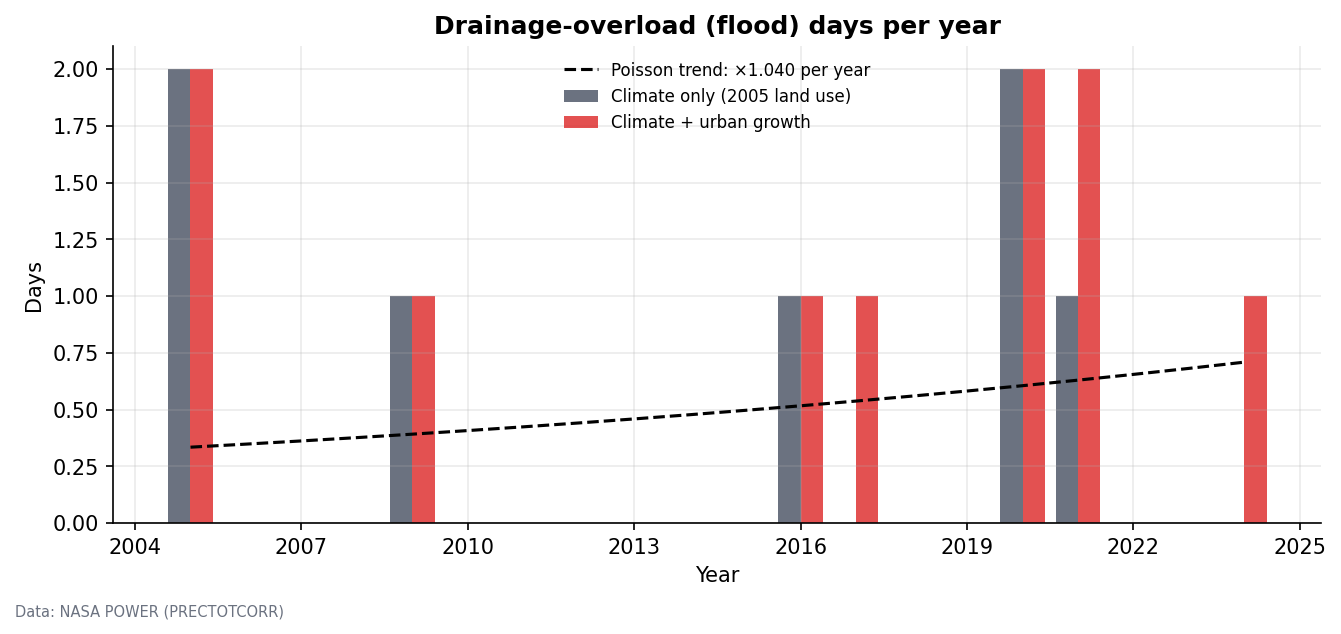 Drainage-overload (flood) days per year
Poisson trend: ×1.040 per year
Climate only (2005 land use)
Climate + urban growth
Days
2.00
1.75
1.50
1.25
1.00
0.75
0.50
0.25
0.00
2004 2007 2010 2013 2016 2019 2022 2025
Year
Data: NASA POWER (PRECTOTCORR)